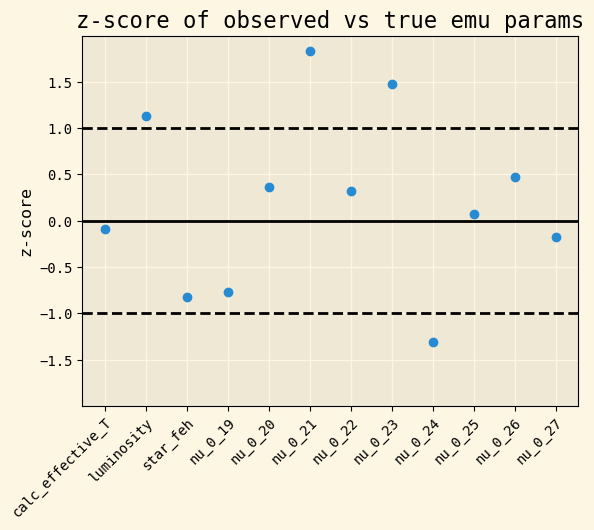 z-score of observed vs true emu params
z-score
1.5
1.0
0.5
0.0
−0.5
−1.0
−1.5
calc_effective_T
luminosity
star_feh
nu_0_19
nu_0_20
nu_0_21
nu_0_22
nu_0_23
nu_0_24
nu_0_25
nu_0_26
nu_0_27